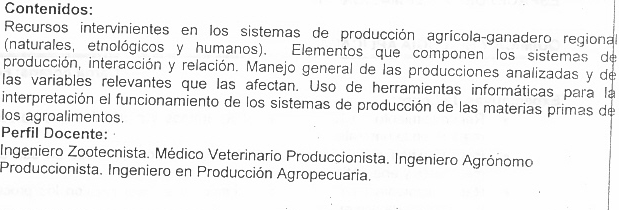 Contenidos:
Recursos intervinientes en los sistemas de producción agrícola-ganadero regional
(naturales, etnológicos y humanos). Elementos que componen los sistemas de
producción, interacción y relación. Manejo general de las producciones analizadas y de
las variables relevantes que las afectan. Uso de herramientas informáticas para la
interpretación el funcionamiento de los sistemas de producción de las materias primas de
los agroalimentos.
Perfil Docente:
Ingeniero Zootecnista. Médico Veterinario Produccionista. Ingeniero Agrónomo
Produccionista. Ingeniero en Producción Agropecuaria.